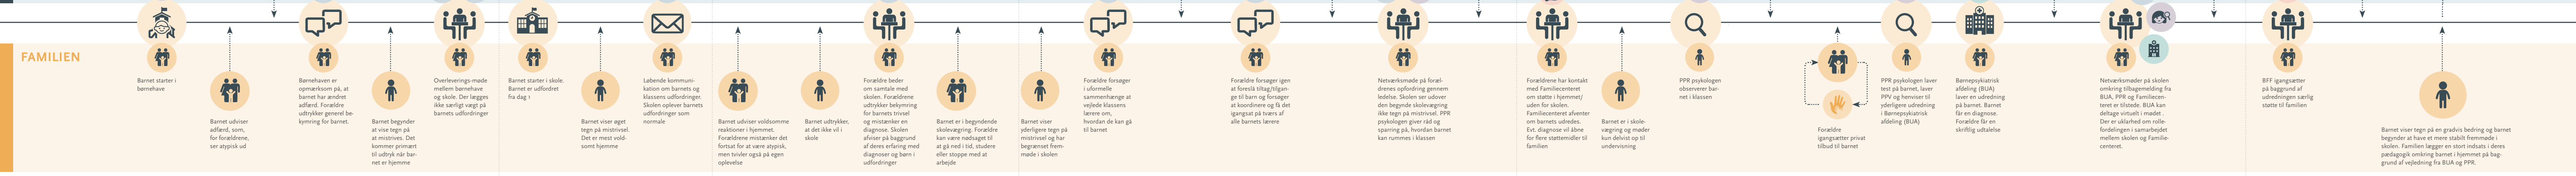 FAMILIEN
Barnet starter i
børnehave
Barnet udviser
adfærd, som,
for forældrene,
ser atypisk ud
Børnehaven er
opmærksom på, at
barnet har ændret
adfærd. Forældre
udtrykker generel be-
kymring for barnet.
Barnet begynder
at vise tegn på
at mistrives. Det
kommer primært
til udtryk når bar-
net er hjemme
Overleverings-møde
mellem børnehave
og skole. Der lægges
ikke særligt vægt på
barnets udfordringer
Barnet starter i skole.
Barnet er udfordret
fra dag 1
Barnet viser øget
tegn på mistrivsel.
Det er mest vold-
somt hjemme
Løbende kommuni-
kation om barnets og
klassens udfordringer.
Skolen oplever barnets
udfordringer som
normale
Barnet udviser voldsomme
reaktioner i hjemmet.
Forældrene mistænker det
fortsat for at være atypisk,
men tvivler også på egen
oplevelse
Barnet udtrykker,
at det ikke vil i
skole
Forældre beder
om samtale med
skolen. Forældrene
udtrykker bekymring
for barnets trivsel
og mistænker en
diagnose. Skolen
afviser på baggrund
af deres erfaring med
diagnoser og børn i
udfordringer
Barnet er i begyndende
skolevægring. Forældre
kan være nødsaget til
at gå ned i tid, studere
eller stoppe med at
arbejde
Barnet viser
yderligere tegn på
mistrivsel og har
begrænset frem-
møde i skolen
Forældre forsøger
i uformelle
sammenhænge at
vejlede klassens
lærere om,
hvordan de kan gå
til barnet
Forældre forsøger igen
at foreslå tiltag/tilgan-
ge til barn og forsøger
at koordinere og få det
igangsat på tværs af
alle barnets lærere
Netværksmøde på foræl-
drenes opfordring gennem
ledelse. Skolen ser udover
den begynde skolevægring
ikke tegn på mistrivsel. PPR
psykologen giver råd og
sparring på, hvordan barnet
kan rummes i klassen
Forældrene har kontakt
med Familiecenteret
om støtte i hjemmet/
uden for skolen.
Familiecenteret afventer
om barnets udredes.
Evt. diagnose vil åbne
for flere støttemidler til
familien
Barnet er i skole-
vægring og møder
kun delvist op til
undervisning
PPR psykologen
observerer bar-
net i klassen
Forældre
igangsætter privat
tilbud til barnet
PPR psykologen laver
test på barnet, laver
PPV og henviser til
yderligere udredning
i Børnepsykiatrisk
afdeling (BUA)
Børnepsykiatrisk
afdeling (BUA)
laver en udredning
på barnet. Barnet
får en diagnose.
Forældre får en
skriftlig udtalelse
Netværksmøder på skolen
omkring tilbagemelding fra
BUA, PPR og Familiecen-
teret er tilstede. BUA kan
deltage virtuelt i mødet .
Der er uklarhed om rolle-
fordelingen i samarbejdet
mellem skolen og Familie-
centeret.
BFF igangsætter
på baggrund af
udredningen særlig
støtte til familien
Barnet viser tegn på en gradvis bedring og barnet
begynder at have et mere stabilt fremmøde i
skolen. Familien lægger en stort indsats i deres
pædagogik omkring barnet i hjemmet på bag-
grund af vejledning fra BUA og PPR.